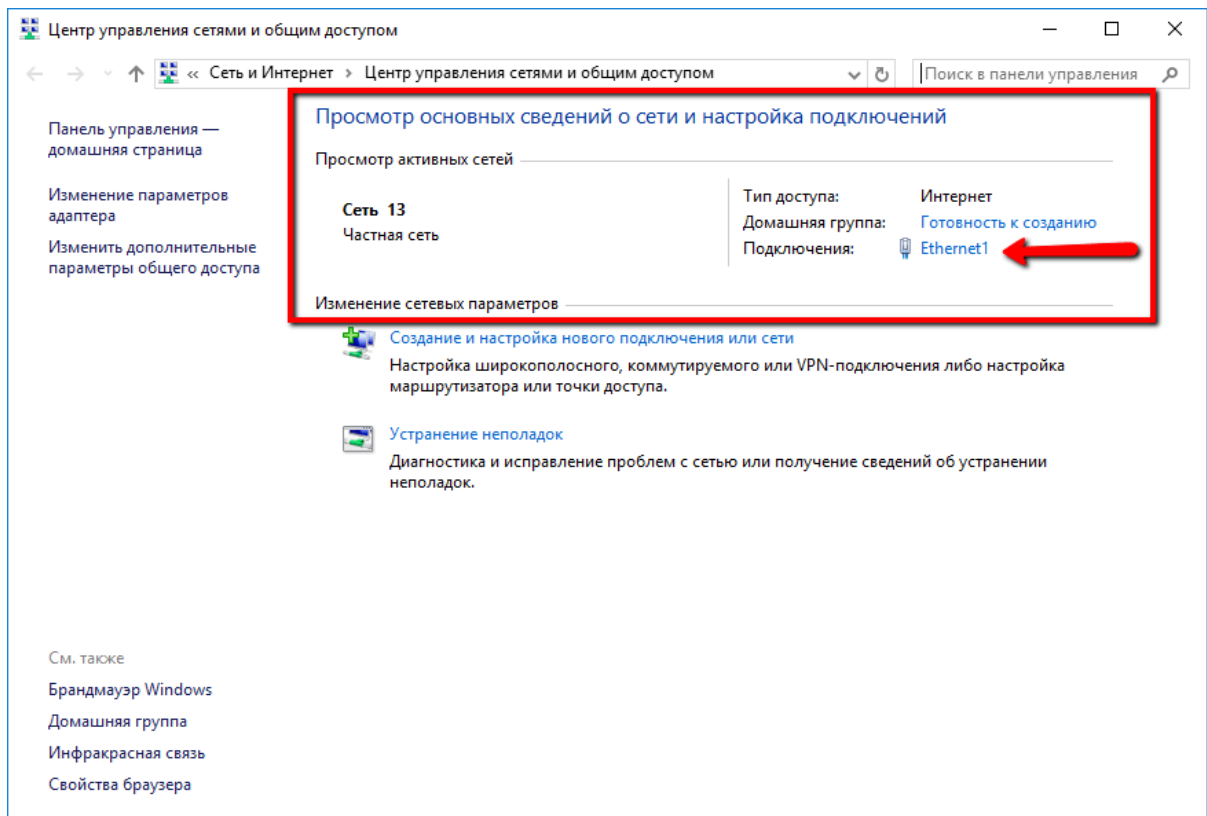 Центр управления сетями и общим доступом
« Сеть и Интернет › Центр управления сетями и общим доступом
Поиск в панели управления
Панель управления —
домашняя страница
Изменение параметров
адаптера
Изменить дополнительные
параметры общего доступа
Просмотр основных сведений о сети и настройка подключений
Просмотр активных сетей
Сеть 13
Частная сеть
Тип доступа: Интернет
Домашняя группа: Готовность к созданию
Подключения: Ethernet1
Изменение сетевых параметров
Создание и настройка нового подключения или сети
Настройка широкополосного, коммутируемого или VPN-подключения либо настройка
маршрутизатора или точки доступа.
Устранение неполадок
Диагностика и исправление проблем с сетью или получение сведений об устранении
неполадок.
См. также
Брандмауэр Windows
Домашняя группа
Инфракрасная связь
Свойства браузера